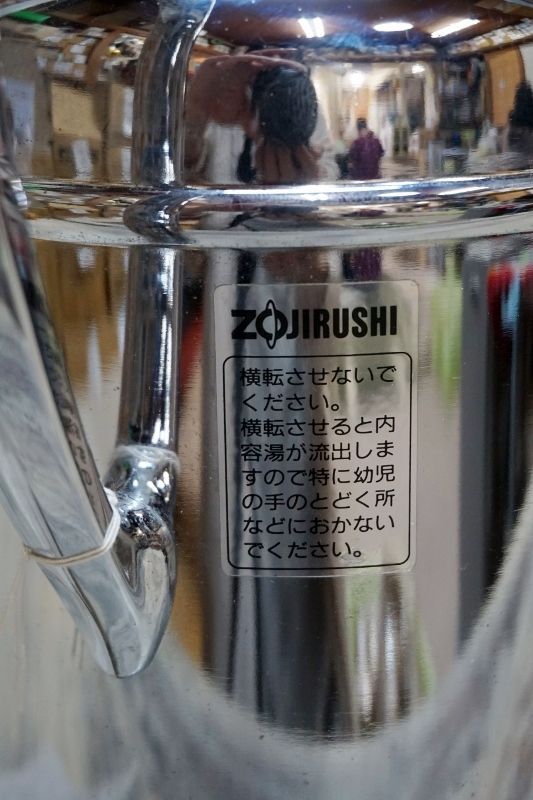 ZOJIRUSHI
横転させないで
ください。
横転させると内
容湯が流出しま
すので特に幼児
の手のとどく所
などにおかない
でください。